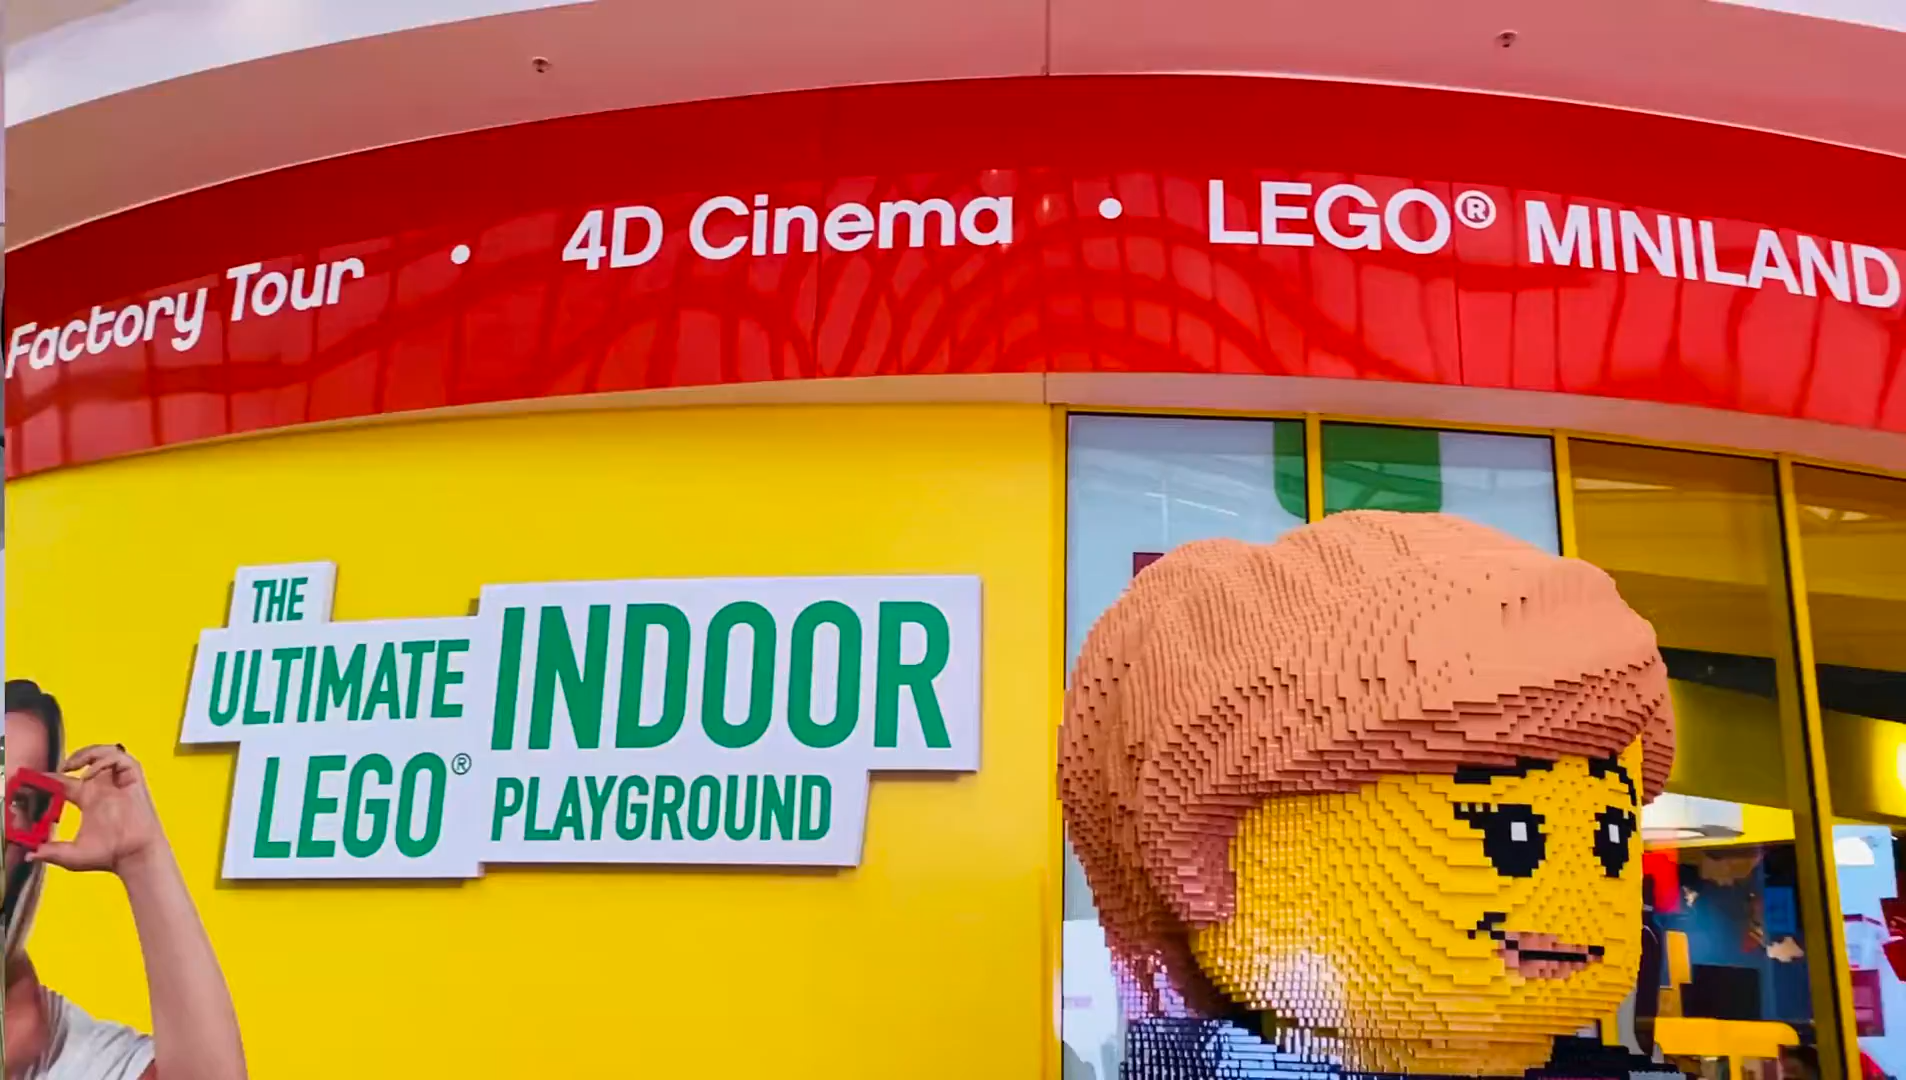 Factory Tour • 4D Cinema • LEGO® MINILAND
THE
ULTIMATE INDOOR
LEGO® PLAYGROUND